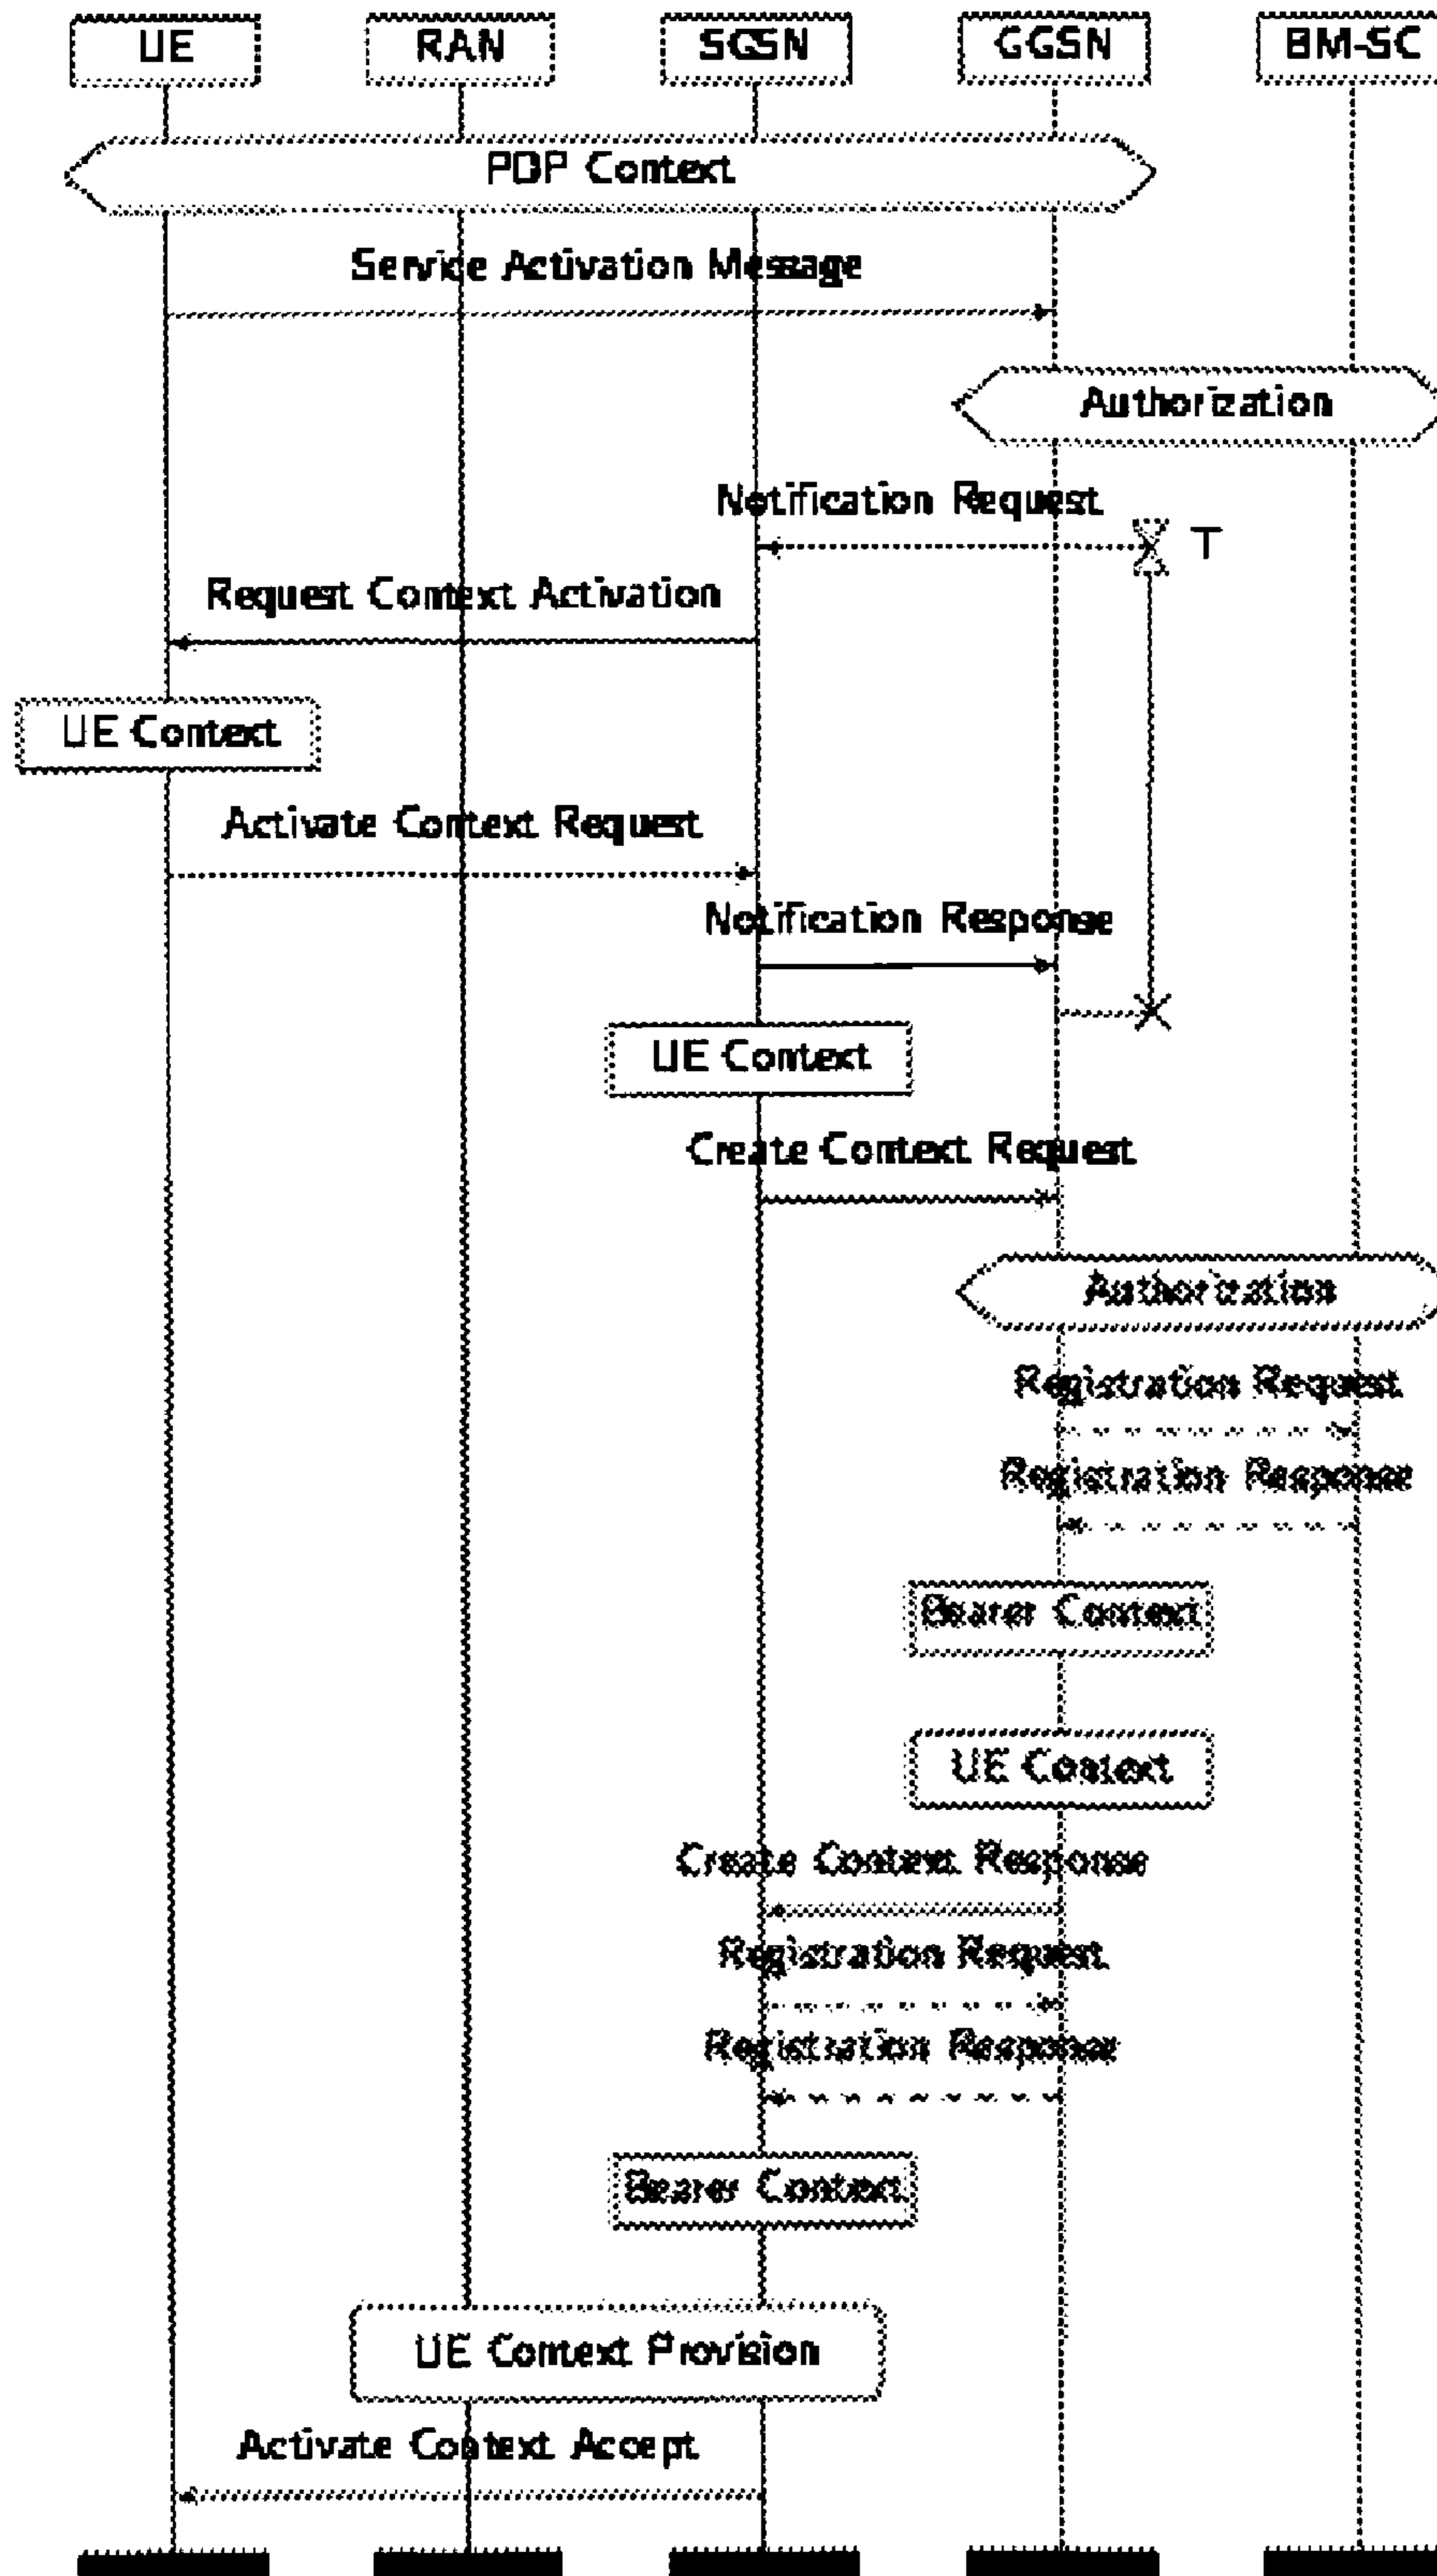 UE RAN SGSN GGSN BM-SC
PDP Context
Service Activation Message
Authorization
Notification Request
T
Request Context Activation
UE Context
Activate Context Request
Notification Response
UE Context
Create Context Request
Authorization
Registration Request
Registration Response
Bearer Context
UE Context
Create Context Response
Registration Request
Registration Response
Bearer Context
UE Context Provision
Activate Context Accept